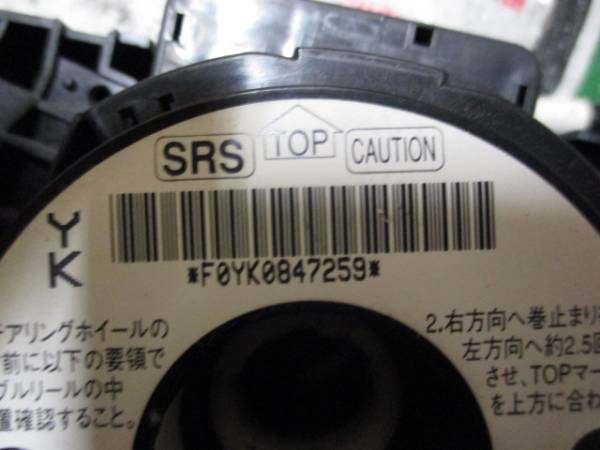 TOP
SRS
CAUTION
YK
*F0YK0847259*
アリングホイールの
前に以下の要領で
ブルリールの中
置確認すること。
2.右方向へ巻止まり
左方向へ約2.5回
させ、TOPマー
を上方に合わ